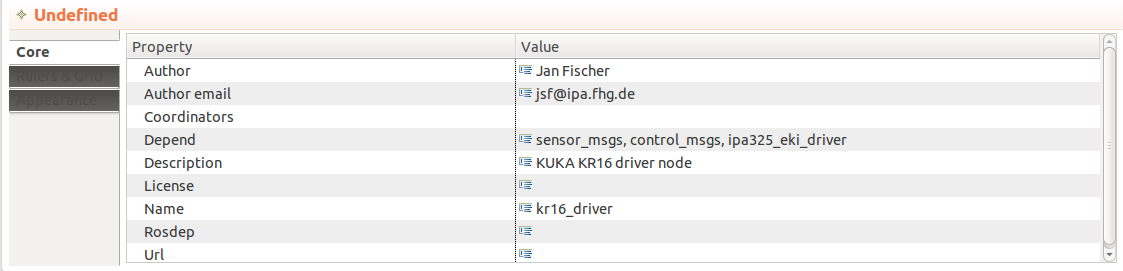 Undefined
Core
Rulers & Grid
Appearance
Property Value
Author Jan Fischer
Author email jsf@ipa.fhg.de
Coordinators
Depend sensor_msgs, control_msgs, ipa325_eki_driver
Description KUKA KR16 driver node
License
Name kr16_driver
Rosdep
Url